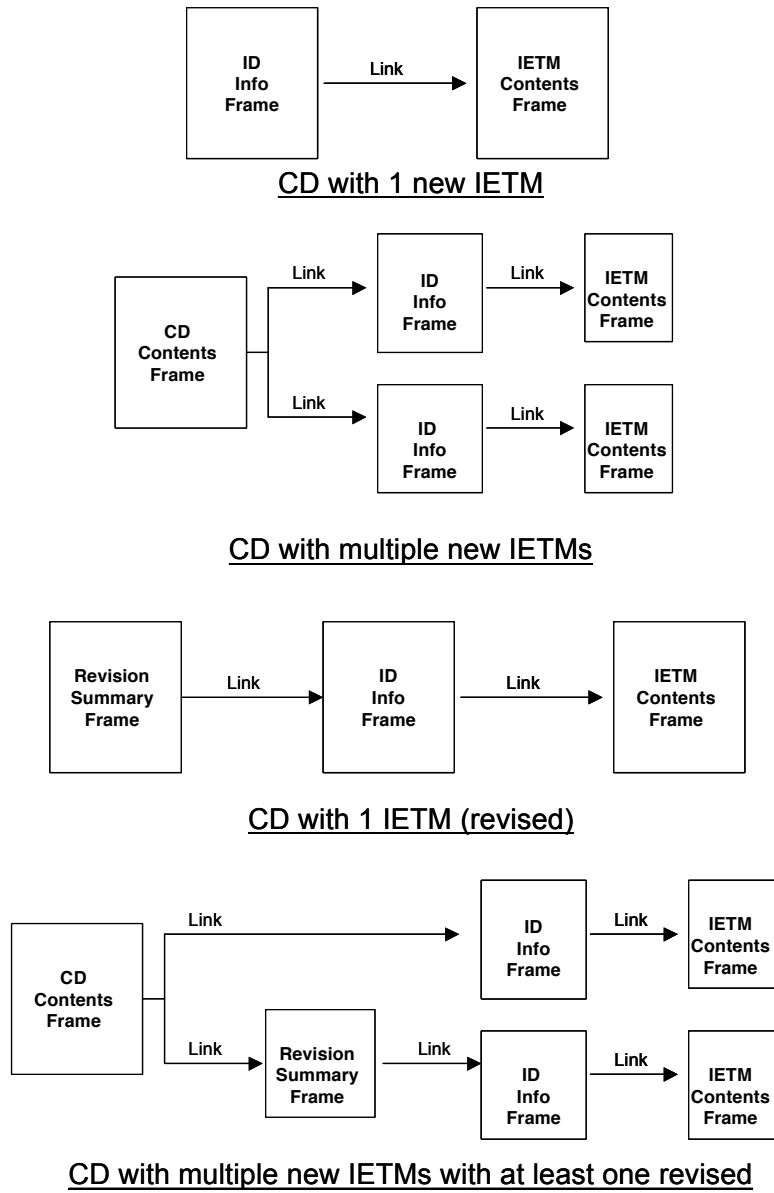 ID
Info
Frame
Link
IETM
Contents
Frame
CD with 1 new IETM
CD
Contents
Frame
Link
ID
Info
Frame
Link
IETM
Contents
Frame
Link
ID
Info
Frame
Link
IETM
Contents
Frame
CD with multiple new IETMs
Revision
Summary
Frame
Link
ID
Info
Frame
Link
IETM
Contents
Frame
CD with 1 IETM (revised)
CD
Contents
Frame
Link
ID
Info
Frame
Link
IETM
Contents
Frame
Link
Revision
Summary
Frame
Link
ID
Info
Frame
Link
IETM
Contents
Frame
CD with multiple new IETMs with at least one revised